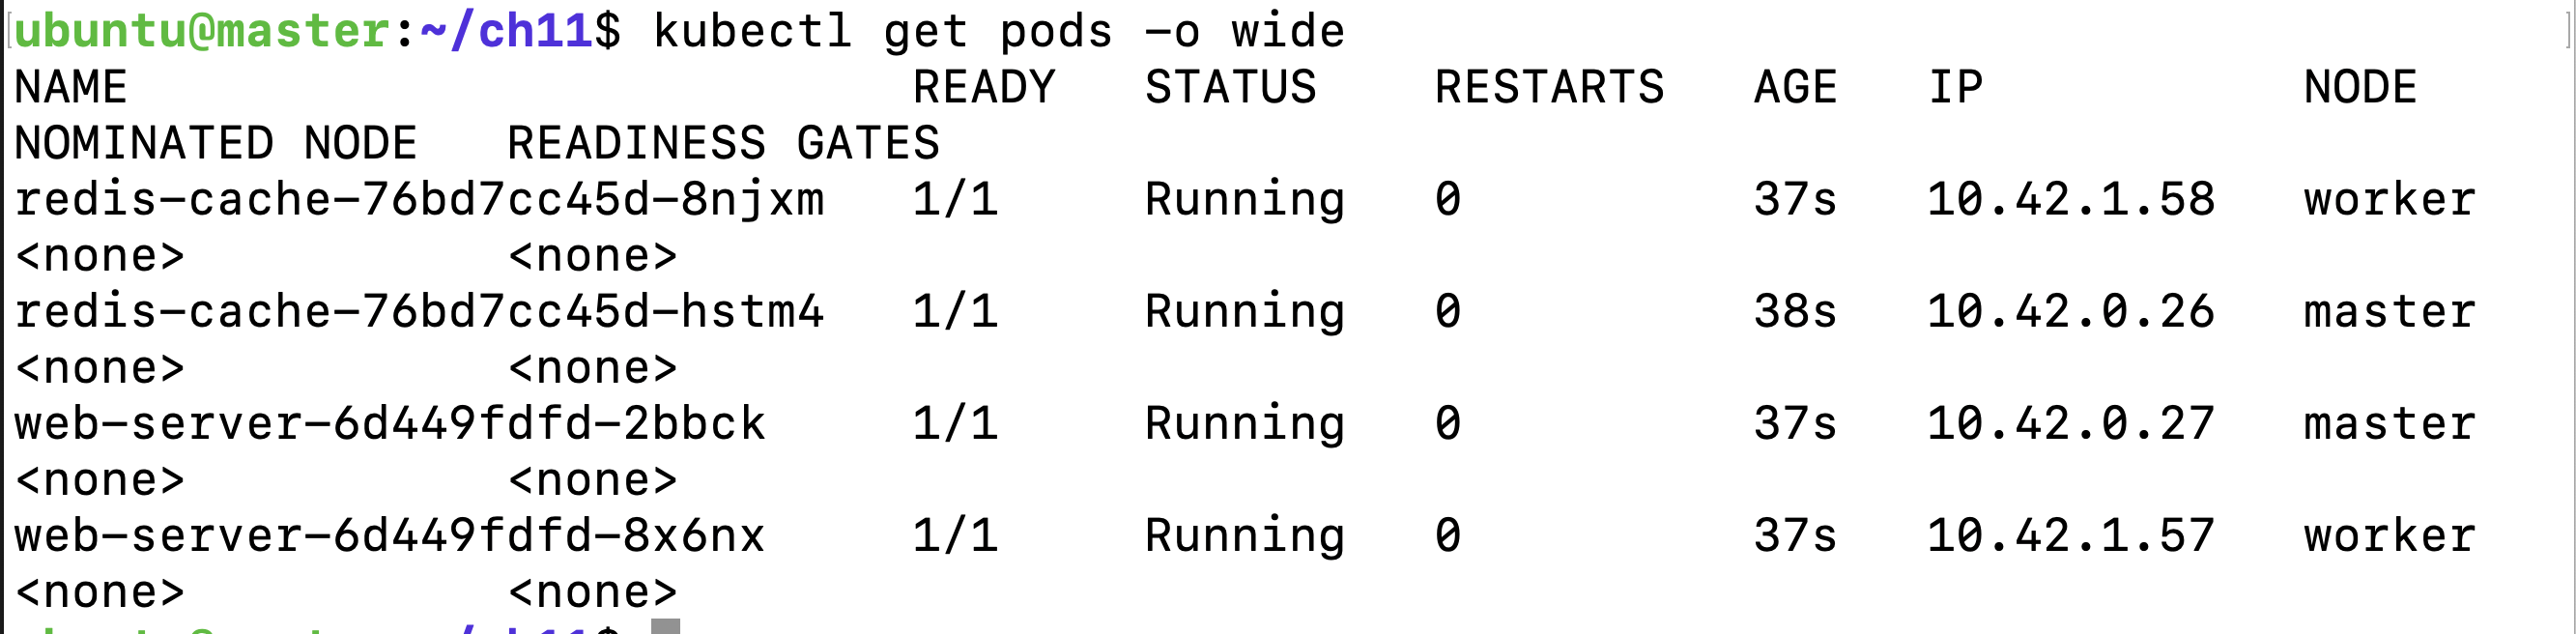 ubuntu@master:~/ch11$ kubectl get pods -o wide
NAME                           READY   STATUS    RESTARTS   AGE   IP           NODE
NOMINATED NODE   READINESS GATES
redis-cache-76bd7cc45d-8njxm   1/1     Running   0          37s   10.42.1.58   worker
<none>           <none>
redis-cache-76bd7cc45d-hstm4   1/1     Running   0          38s   10.42.0.26   master
<none>           <none>
web-server-6d449fdfd-2bbck     1/1     Running   0          37s   10.42.0.27   master
<none>           <none>
web-server-6d449fdfd-8x6nx     1/1     Running   0          37s   10.42.1.57   worker
<none>           <none>